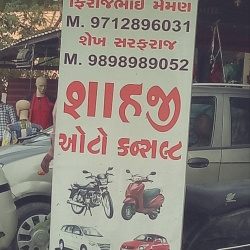 ફિરોજભાઈ મેમણ
M. 9712896031
શેખ સરફરાજ
M. 9898989052
શાહજી
ઓટો કન્સલ્ટ